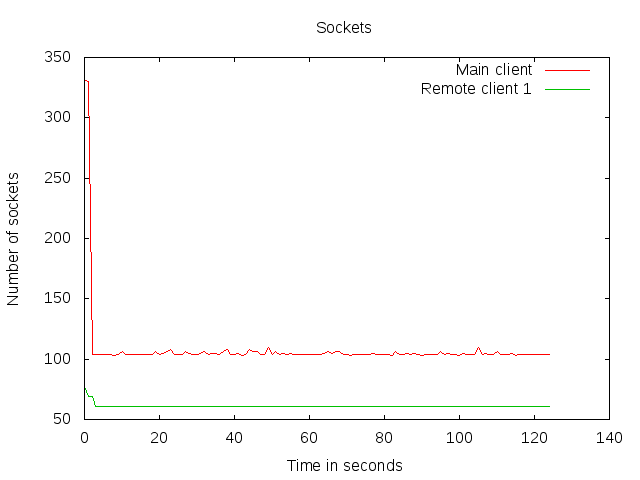 Sockets
Main client
Remote client 1
Number of sockets
350
300
250
200
150
100
50
0 20 40 60 80 100 120 140
Time in seconds